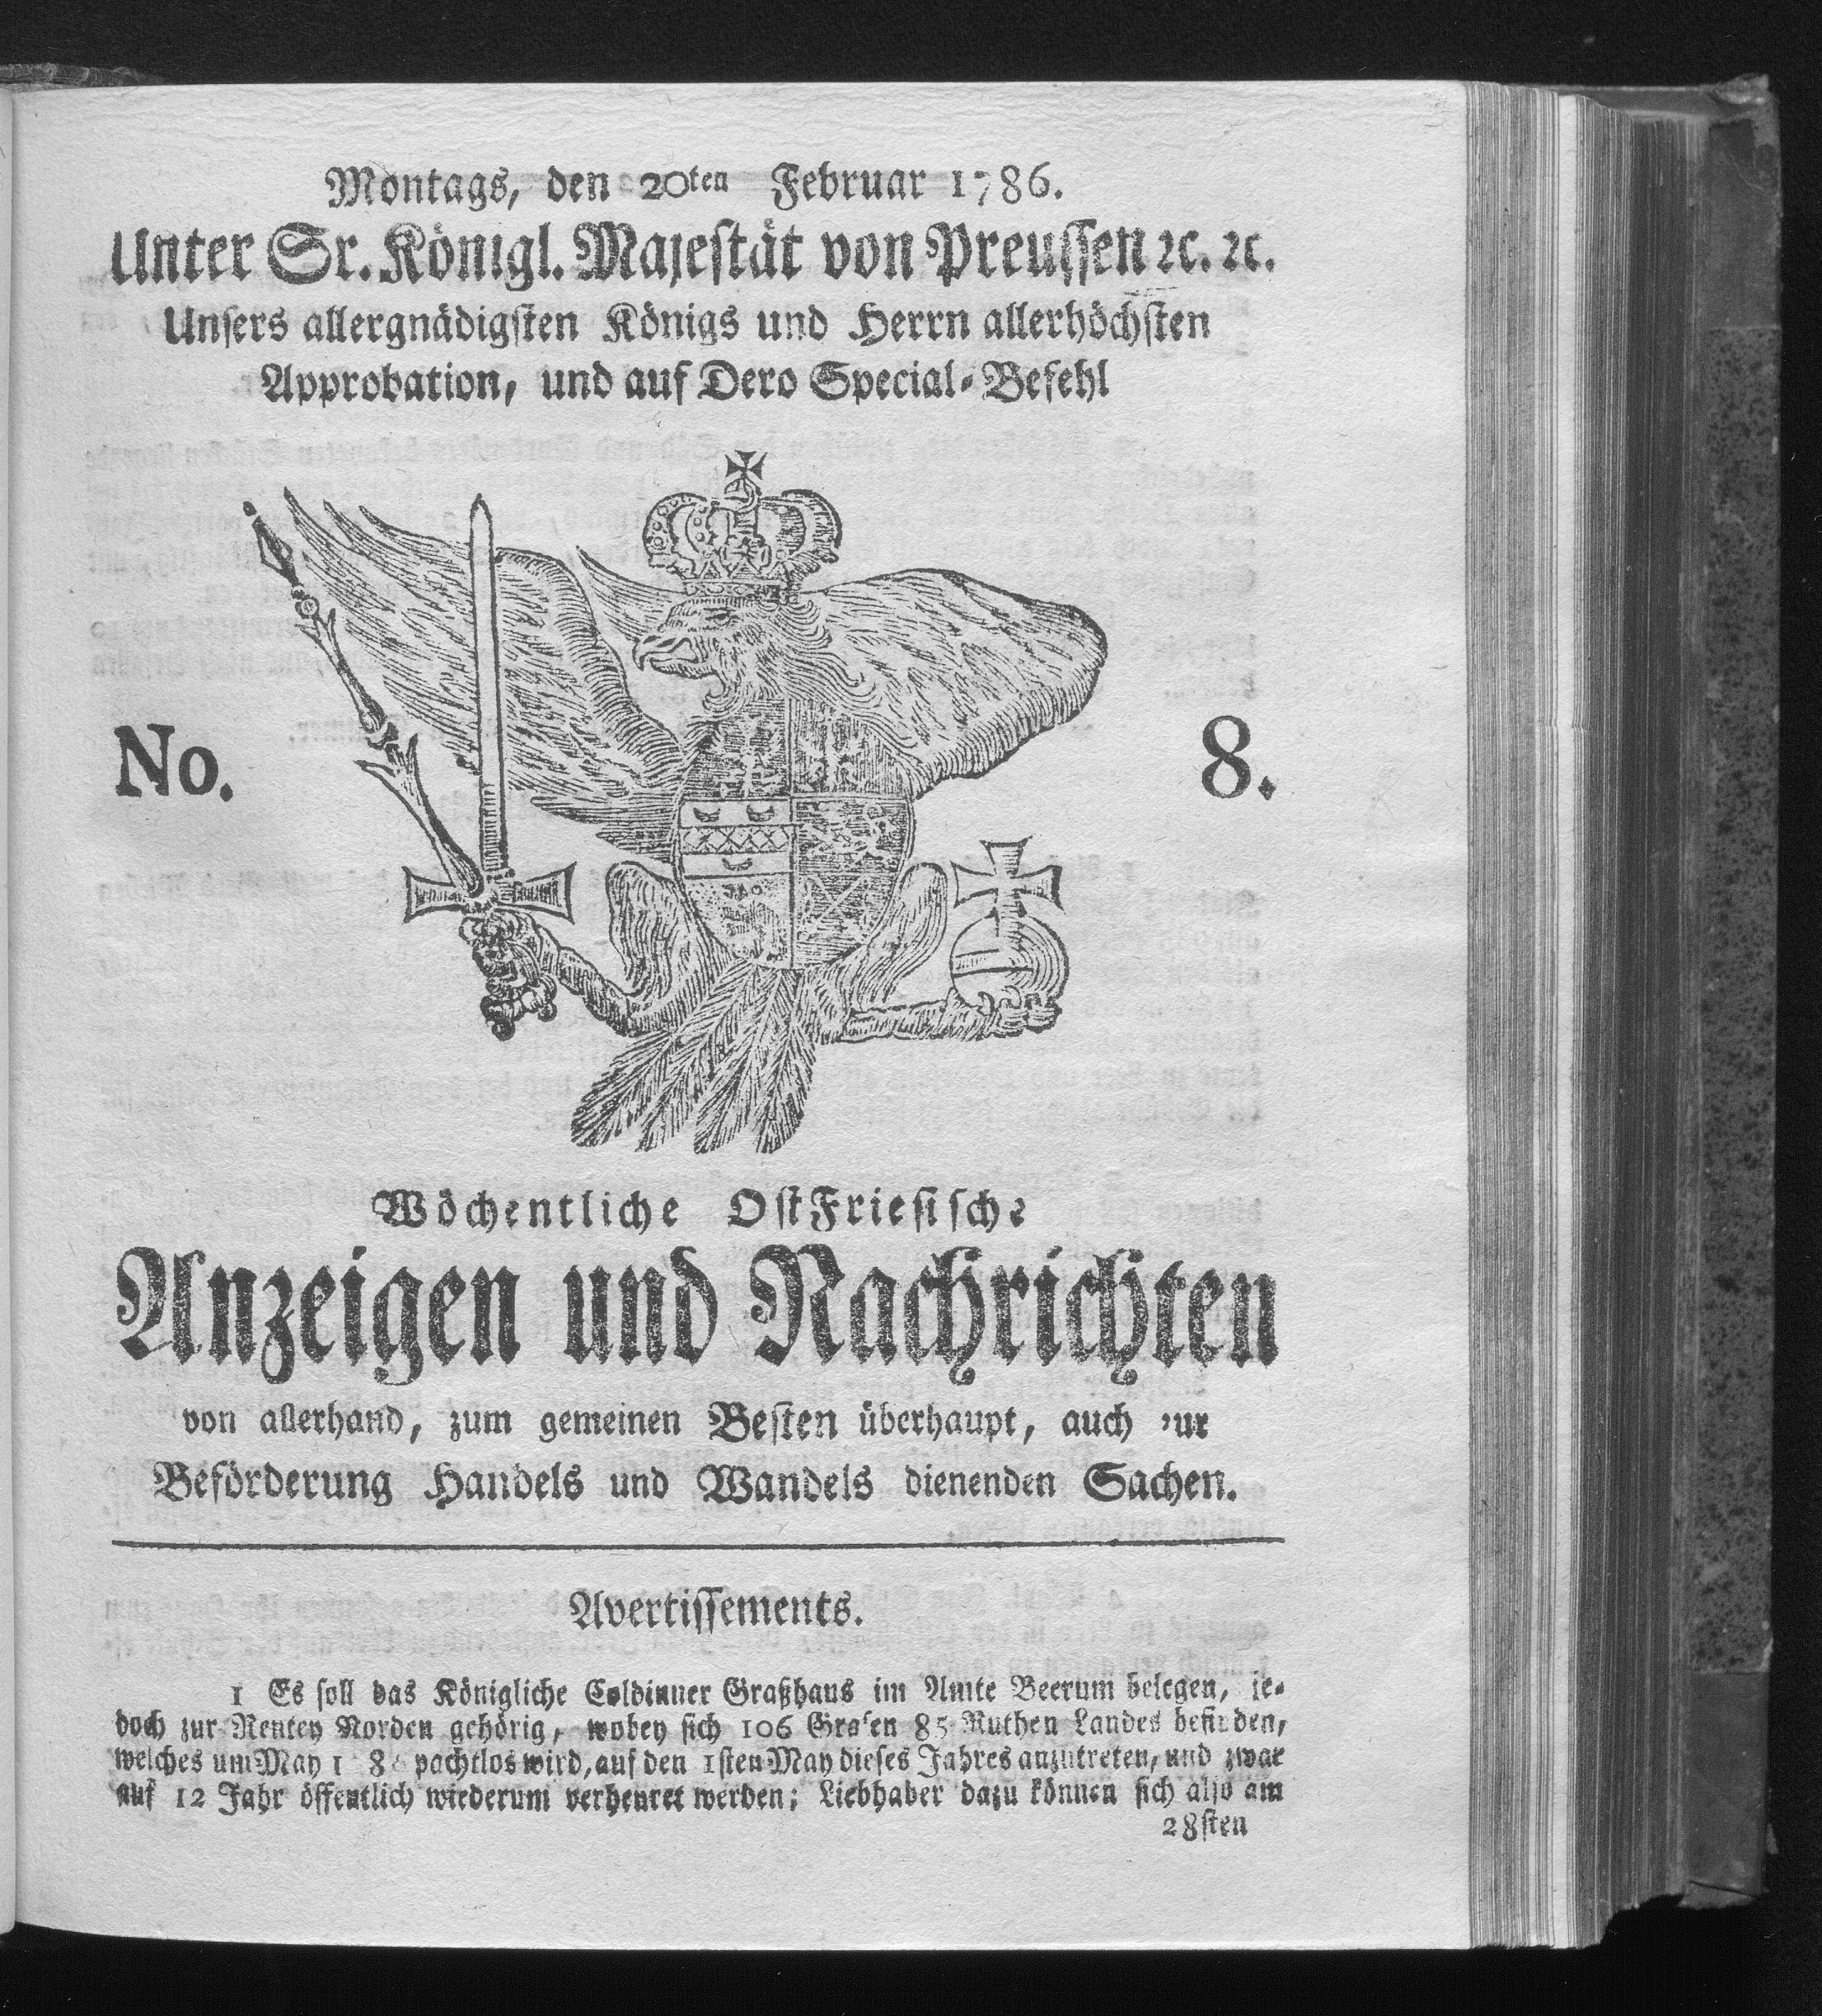 Montags, den 20ten Februar 1786.
Unter Sr. Königl. Majestät von Preussen ꝛc. ꝛc.
Unsers allergnädigsten Königs und Herrn allerhöchsten
Approbation, und auf Dero Special-Befehl
No. 8.
Wöchentliche OstFriesische
Anzeigen und Nachrichten
von allerhand, zum gemeinen Besten überhaupt, auch zur
Beförderung Handels und Wandels dienenden Sachen.
Avertissements.
1 Es soll das Königliche Coldinner Graßhaus im Amte Beerum belegen, je-
doch zur Rentey Norden gehörig, wobey sich 106 Grasen 85 Ruthen Landes befinden,
welches um May pachtlos wird, auf den 1sten May dieses Jahres anzutreten, und zwar
auf 12 Jahr öffentlich wiederum verheuret werden; Liebhaber dazu können sich also am
28sten